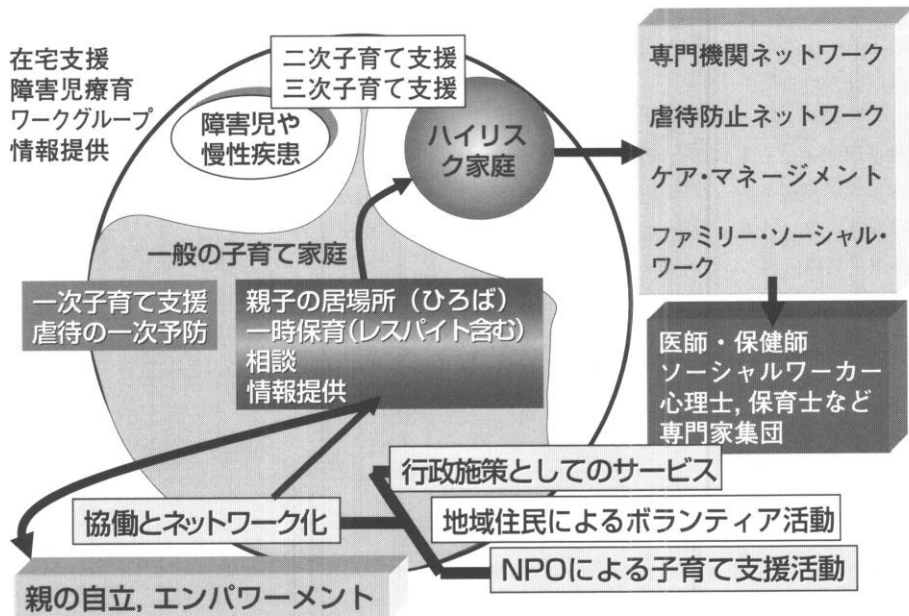 在宅支援
障害児療育
ワークグループ
情報提供
二次子育て支援
三次子育て支援
障害児や
慢性疾患
ハイリス
ク家庭
専門機関ネットワーク
虐待防止ネットワーク
ケア・マネージメント
ファミリー・ソーシャル・
ワーク
一般の子育て家庭
一次子育て支援
虐待の一次予防
親子の居場所（ひろば）
一時保育（レスパイト含む）
相談
情報提供
医師・保健師
ソーシャルワーカー
心理士, 保育士など
専門家集団
行政施策としてのサービス
協働とネットワーク化
地域住民によるボランティア活動
NPOによる子育て支援活動
親の自立, エンパワーメント